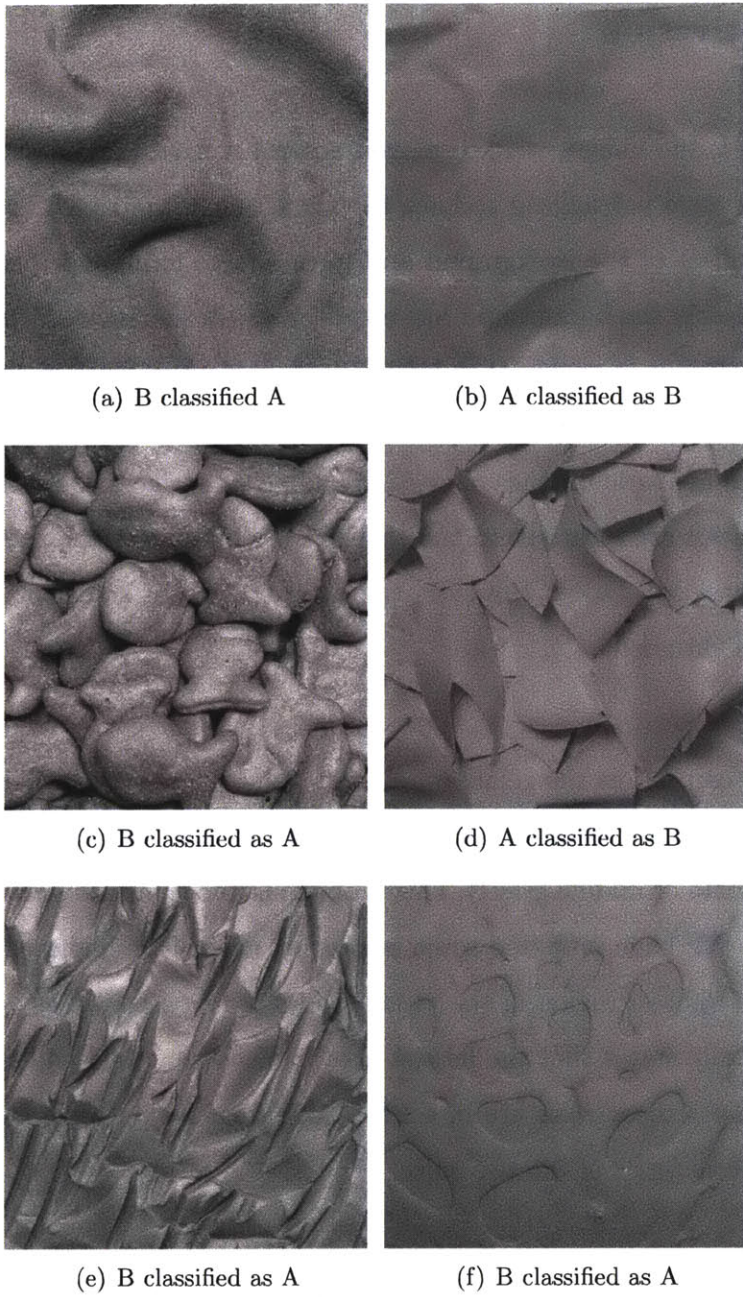 (a) B classified A
(b) A classified as B
(c) B classified as A
(d) A classified as B
(e) B classified as A
(f) B classified as A